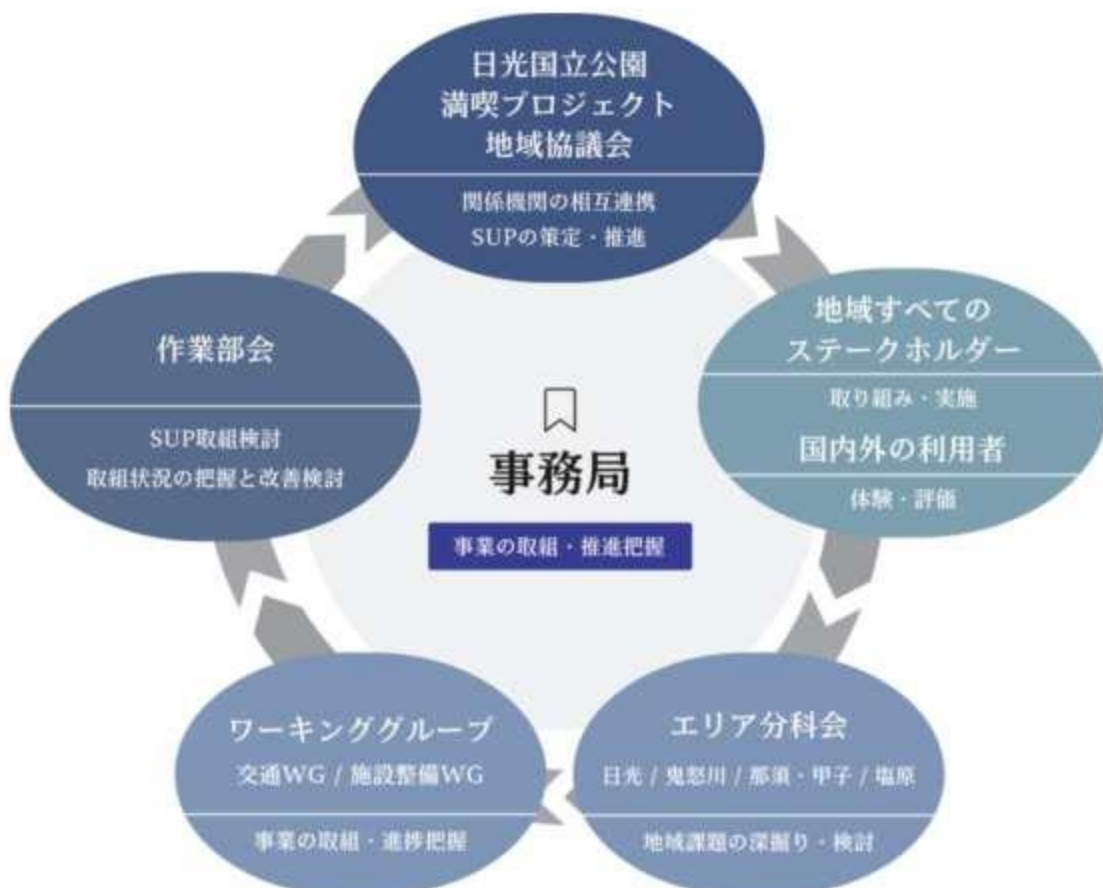 日光国立公園
満喫プロジェクト
地域協議会
関係機関の相互連携
SUPの策定・推進
地域すべての
ステークホルダー
取り組み・実施
国内外の利用者
体験・評価
作業部会
SUP取組検討
取組状況の把握と改善検討
事務局
事業の取組・推進把握
ワーキンググループ
交通WG / 施設整備WG
事業の取組・進捗把握
エリア分科会
日光 / 鬼怒川 / 那須・甲子 / 塩原
地域課題の深掘り・検討